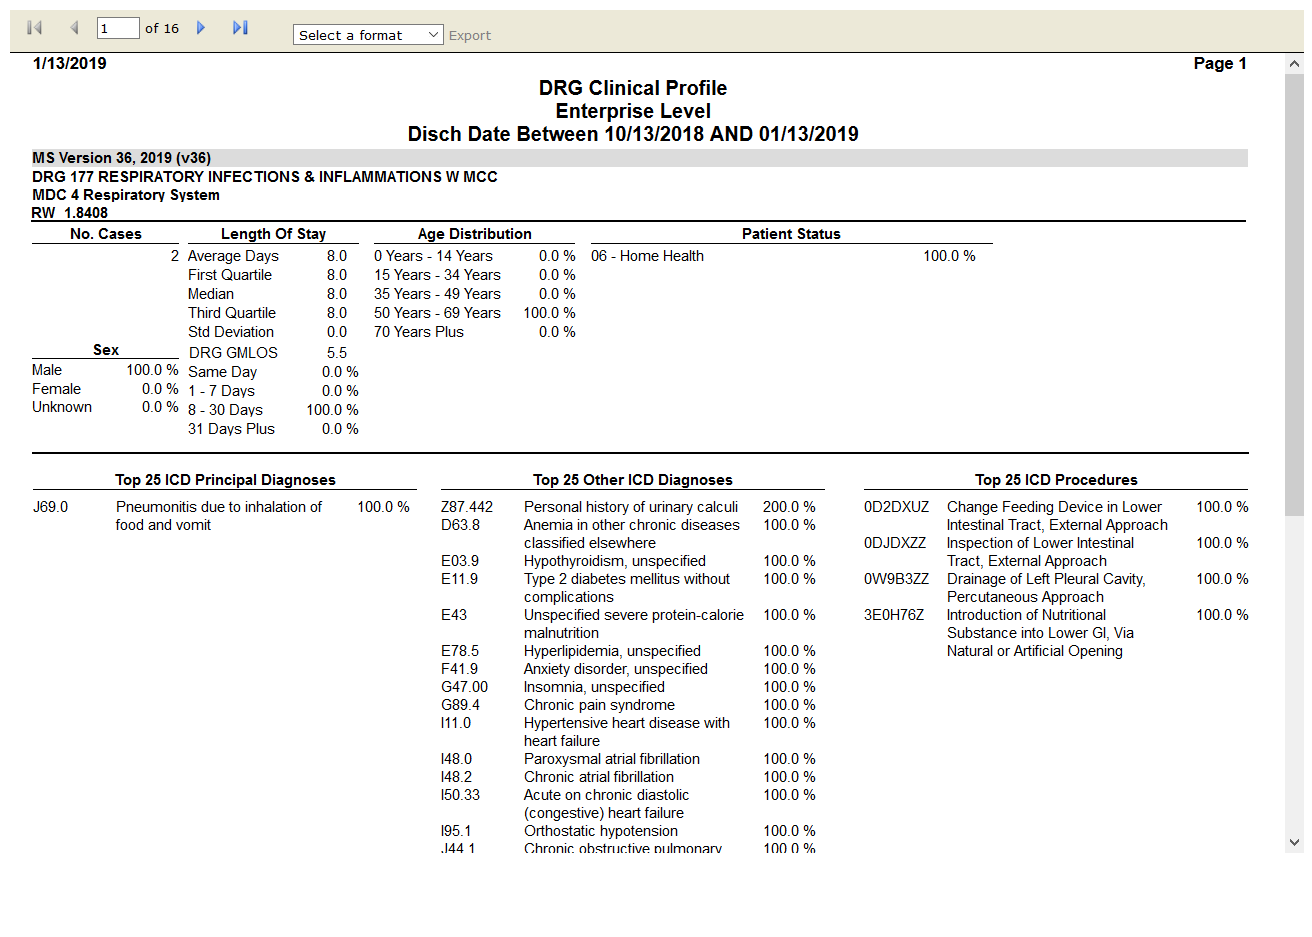 1 of 16 Select a format Export
1/13/2019 Page 1
DRG Clinical Profile
Enterprise Level
Disch Date Between 10/13/2018 AND 01/13/2019
MS Version 36, 2019 (v36)
DRG 177 RESPIRATORY INFECTIONS & INFLAMMATIONS W MCC
MDC 4 Respiratory System
RW 1.8408
No. Cases
2
Sex
Male 100.0 %
Female 0.0 %
Unknown 0.0 %
Length Of Stay
Average Days 8.0
First Quartile 8.0
Median 8.0
Third Quartile 8.0
Std Deviation 0.0
DRG GMLOS 5.5
Same Day 0.0 %
1 - 7 Days 0.0 %
8 - 30 Days 100.0 %
31 Days Plus 0.0 %
Age Distribution
0 Years - 14 Years 0.0 %
15 Years - 34 Years 0.0 %
35 Years - 49 Years 0.0 %
50 Years - 69 Years 100.0 %
70 Years Plus 0.0 %
Patient Status
06 - Home Health 100.0 %
Top 25 ICD Principal Diagnoses
J69.0 Pneumonitis due to inhalation of 100.0 %
food and vomit
Top 25 Other ICD Diagnoses
Z87.442 Personal history of urinary calculi 200.0 %
D63.8 Anemia in other chronic diseases 100.0 %
classified elsewhere
E03.9 Hypothyroidism, unspecified 100.0 %
E11.9 Type 2 diabetes mellitus without 100.0 %
complications
E43 Unspecified severe protein-calorie 100.0 %
malnutrition
E78.5 Hyperlipidemia, unspecified 100.0 %
F41.9 Anxiety disorder, unspecified 100.0 %
G47.00 Insomnia, unspecified 100.0 %
G89.4 Chronic pain syndrome 100.0 %
I11.0 Hypertensive heart disease with 100.0 %
heart failure
I48.0 Paroxysmal atrial fibrillation 100.0 %
I48.2 Chronic atrial fibrillation 100.0 %
I50.33 Acute on chronic diastolic 100.0 %
(congestive) heart failure
I95.1 Orthostatic hypotension 100.0 %
J44.1 Chronic obstructive pulmonary 100.0 %
Top 25 ICD Procedures
0D2DXUZ Change Feeding Device in Lower 100.0 %
Intestinal Tract, External Approach
0DJDXZZ Inspection of Lower Intestinal 100.0 %
Tract, External Approach
0W9B3ZZ Drainage of Left Pleural Cavity, 100.0 %
Percutaneous Approach
3E0H76Z Introduction of Nutritional 100.0 %
Substance into Lower GI, Via
Natural or Artificial Opening